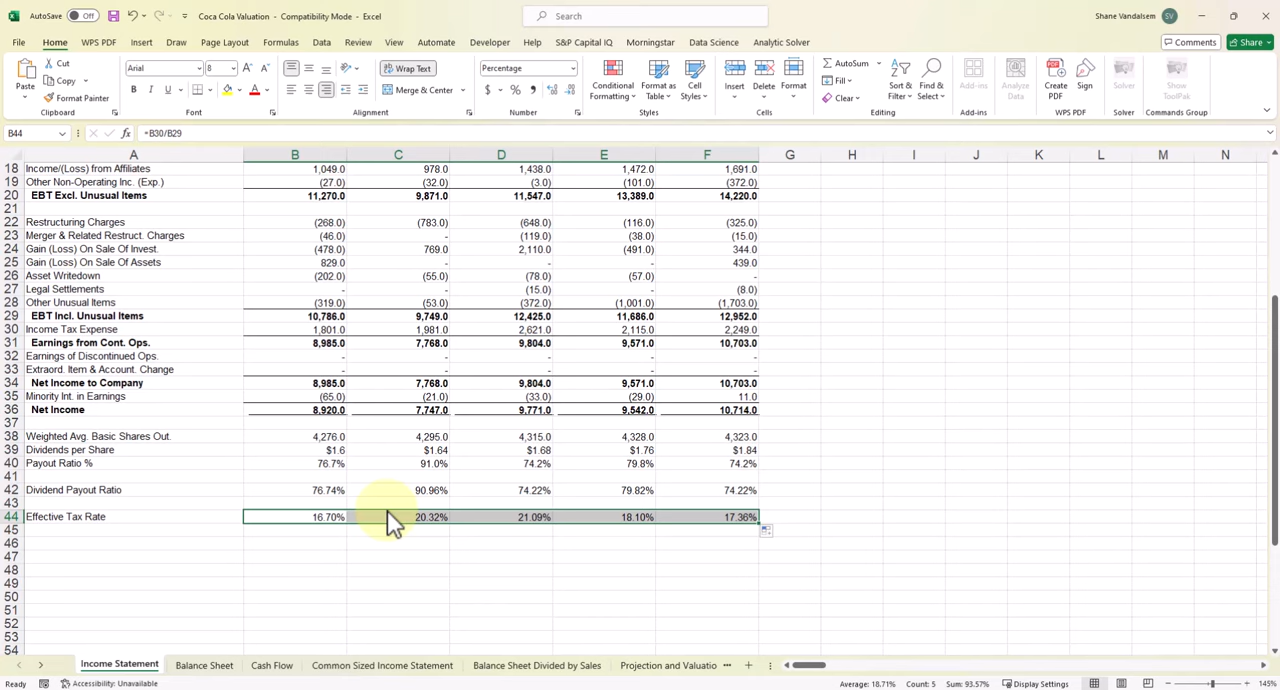 AutoSave Off Coca Cola Valuation - Compatibility Mode - Excel Search Shane Vandalsem SV
File Home WPS PDF Insert Draw Page Layout Formulas Data Review View Automate Developer Help S&P Capital IQ Morningstar Data Science Analytic Solver Comments Share
Paste Cut Copy Format Painter
Clipboard
Arial 8
B I U
Font
Wrap Text
Merge & Center
Alignment
Percentage
$ % ,
Number
Conditional Formatting Format as Table Cell Styles
Styles
Insert Delete Format
Cells
AutoSum Fill Clear Sort & Filter Find & Select
Editing
Add-ins
Add-ins
Analyze Data
Create PDF Sign
WPS PDF
Solver
Solver
Show ToolPak
Commands Group
B44 fx =B30/B29
A B C D E F G H I J K L M N
18 Income/(Loss) from Affiliates 1,049.0 978.0 1,438.0 1,472.0 1,691.0
19 Other Non-Operating Inc. (Exp.) (27.0) (32.0) (3.0) (101.0) (372.0)
20 EBT Excl. Unusual Items 11,270.0 9,871.0 11,547.0 13,389.0 14,220.0
21
22 Restructuring Charges (268.0) (783.0) (648.0) (116.0) (325.0)
23 Merger & Related Restruct. Charges (46.0) - (119.0) (38.0) (15.0)
24 Gain (Loss) On Sale Of Invest. (478.0) 769.0 2,110.0 (491.0) 344.0
25 Gain (Loss) On Sale Of Assets 829.0 - - - 439.0
26 Asset Writedown (202.0) (55.0) (78.0) (57.0) -
27 Legal Settlements - - (15.0) - (8.0)
28 Other Unusual Items (319.0) (53.0) (372.0) (1,001.0) (1,703.0)
29 EBT Incl. Unusual Items 10,786.0 9,749.0 12,425.0 11,686.0 12,952.0
30 Income Tax Expense 1,801.0 1,981.0 2,621.0 2,115.0 2,249.0
31 Earnings from Cont. Ops. 8,985.0 7,768.0 9,804.0 9,571.0 10,703.0
32 Earnings of Discontinued Ops. - - - - -
33 Extraord. Item & Account. Change - - - - -
34 Net Income to Company 8,985.0 7,768.0 9,804.0 9,571.0 10,703.0
35 Minority Int. in Earnings (65.0) (21.0) (33.0) (29.0) 11.0
36 Net Income 8,920.0 7,747.0 9,771.0 9,542.0 10,714.0
37
38 Weighted Avg. Basic Shares Out. 4,276.0 4,295.0 4,315.0 4,328.0 4,323.0
39 Dividends per Share $1.6 $1.64 $1.68 $1.76 $1.84
40 Payout Ratio % 76.7% 91.0% 74.2% 79.8% 74.2%
41
42 Dividend Payout Ratio 76.74% 90.96% 74.22% 79.82% 74.22%
43
44 Effective Tax Rate 16.70% 20.32% 21.09% 18.10% 17.36%
45
46
47
48
49
50
51
52
53
54
Income Statement Balance Sheet Cash Flow Common Sized Income Statement Balance Sheet Divided by Sales Projection and Valuatio ... +
Ready Accessibility: Unavailable Average: 18.71% Count: 5 Sum: 93.57% Display Settings 145%